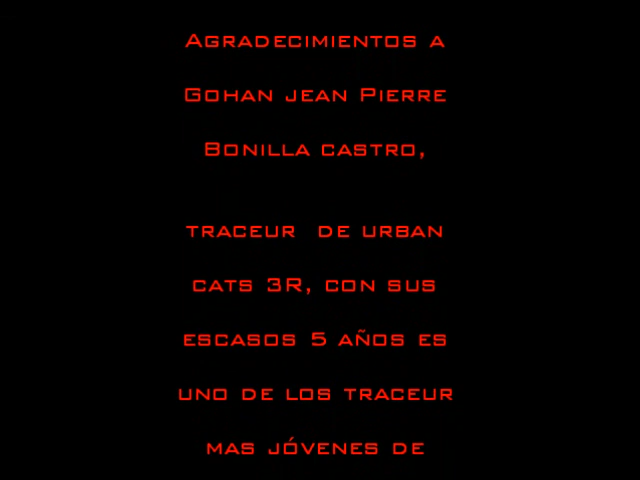 Agradecimientos a
Gohan jean Pierre
Bonilla castro,
traceur de urban
cats 3R, con sus
escasos 5 años es
uno de los traceur
mas jóvenes de